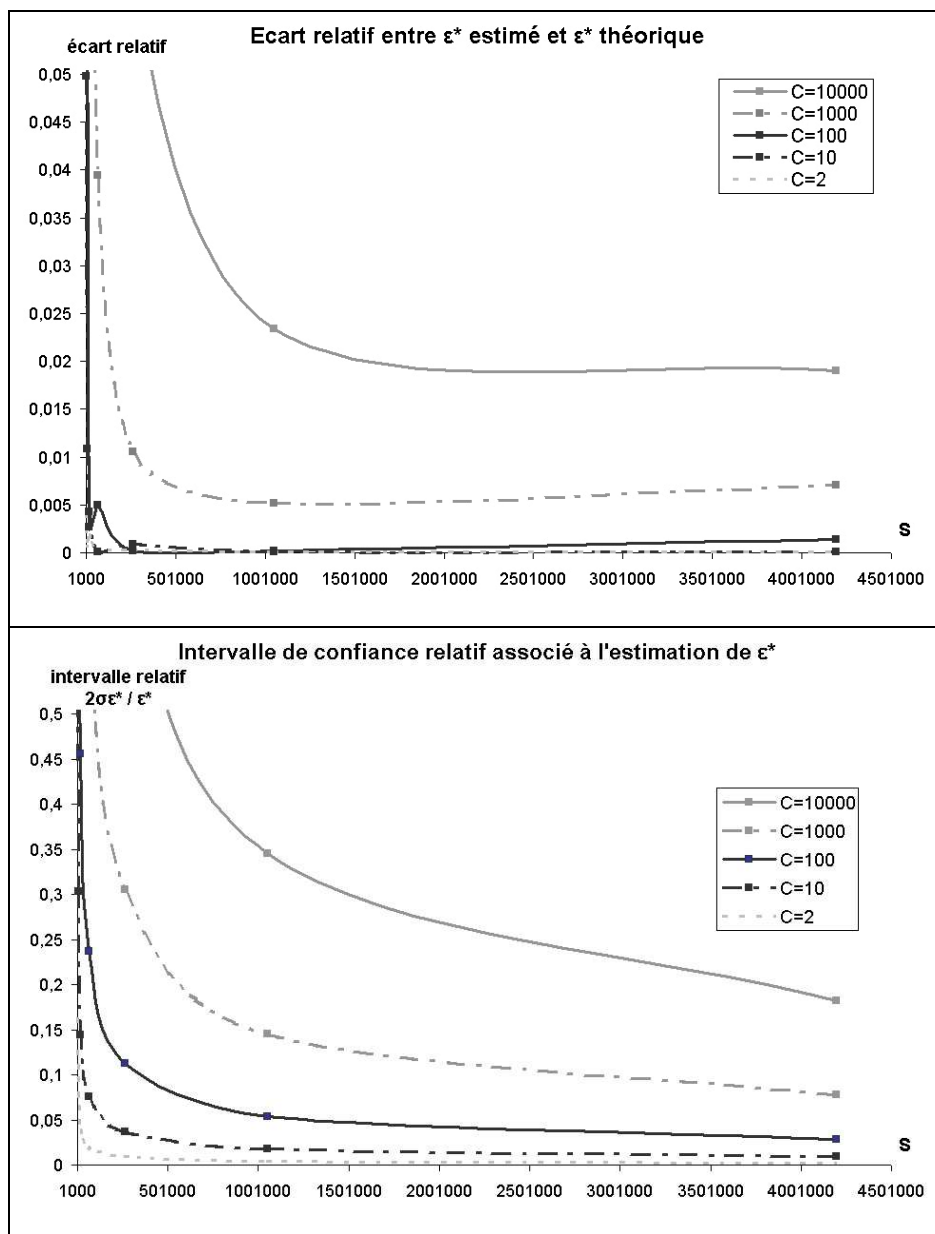 Ecart relatif entre ε* estimé et ε* théorique
écart relatif
0,05
0,045
0,04
0,035
0,03
0,025
0,02
0,015
0,01
0,005
0
C=10000
C=1000
C=100
C=10
C=2
S
1000 501000 1001000 1501000 2001000 2501000 3001000 3501000 4001000 4501000
Intervalle de confiance relatif associé à l'estimation de ε*
intervalle relatif
2σε* / ε*
0,5
0,45
0,4
0,35
0,3
0,25
0,2
0,15
0,1
0,05
0
C=10000
C=1000
C=100
C=10
C=2
S
1000 501000 1001000 1501000 2001000 2501000 3001000 3501000 4001000 4501000